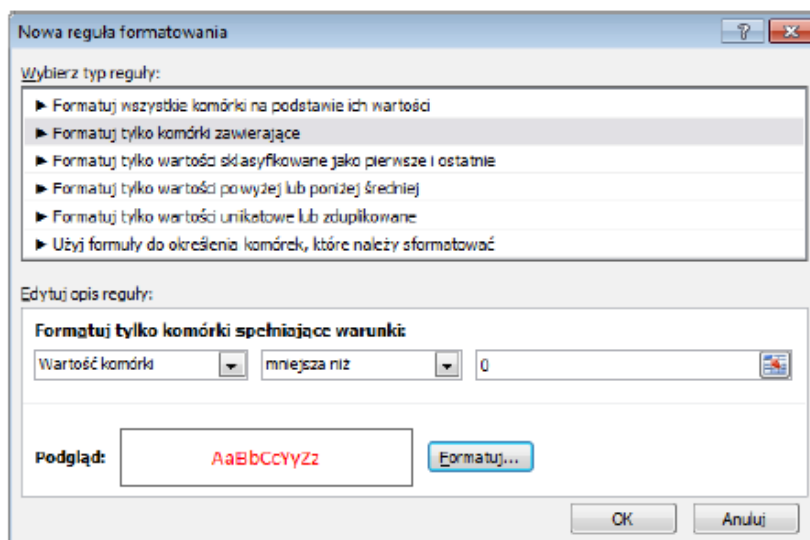 Nowa reguła formatowania
Wybierz typ reguły:
► Formatuj wszystkie komórki na podstawie ich wartości
► Formatuj tylko komórki zawierające
► Formatuj tylko wartości sklasyfikowane jako pierwsze i ostatnie
► Formatuj tylko wartości powyżej lub poniżej średniej
► Formatuj tylko wartości unikatowe lub zduplikowane
► Użyj formuły do określenia komórek, które należy sformatować
Edytuj opis reguły:
Formatuj tylko komórki spełniające warunki:
Wartość komórki mniejsza niż 0
Podgląd: AaBbCcYyZz Formatuj...
OK Anuluj